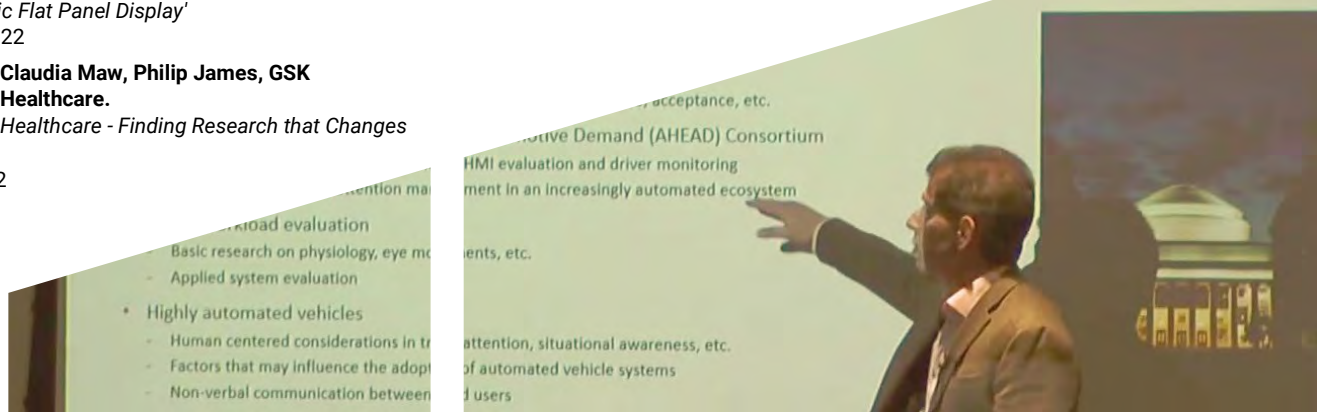 ic Flat Panel Display'
22
Claudia Maw, Philip James, GSK
Healthcare.
Healthcare - Finding Research that Changes
2
acceptance, etc.
Demand (AHEAD) Consortium
HMI evaluation and driver monitoring
ment in an increasingly automated ecosystem
evaluation
- Basic research on physiology, eye mo ents, etc.
- Applied system evaluation
• Highly automated vehicles
- Human centered considerations in tr attention, situational awareness, etc.
- Factors that may influence the adopt of automated vehicle systems
- Non-verbal communication between d users